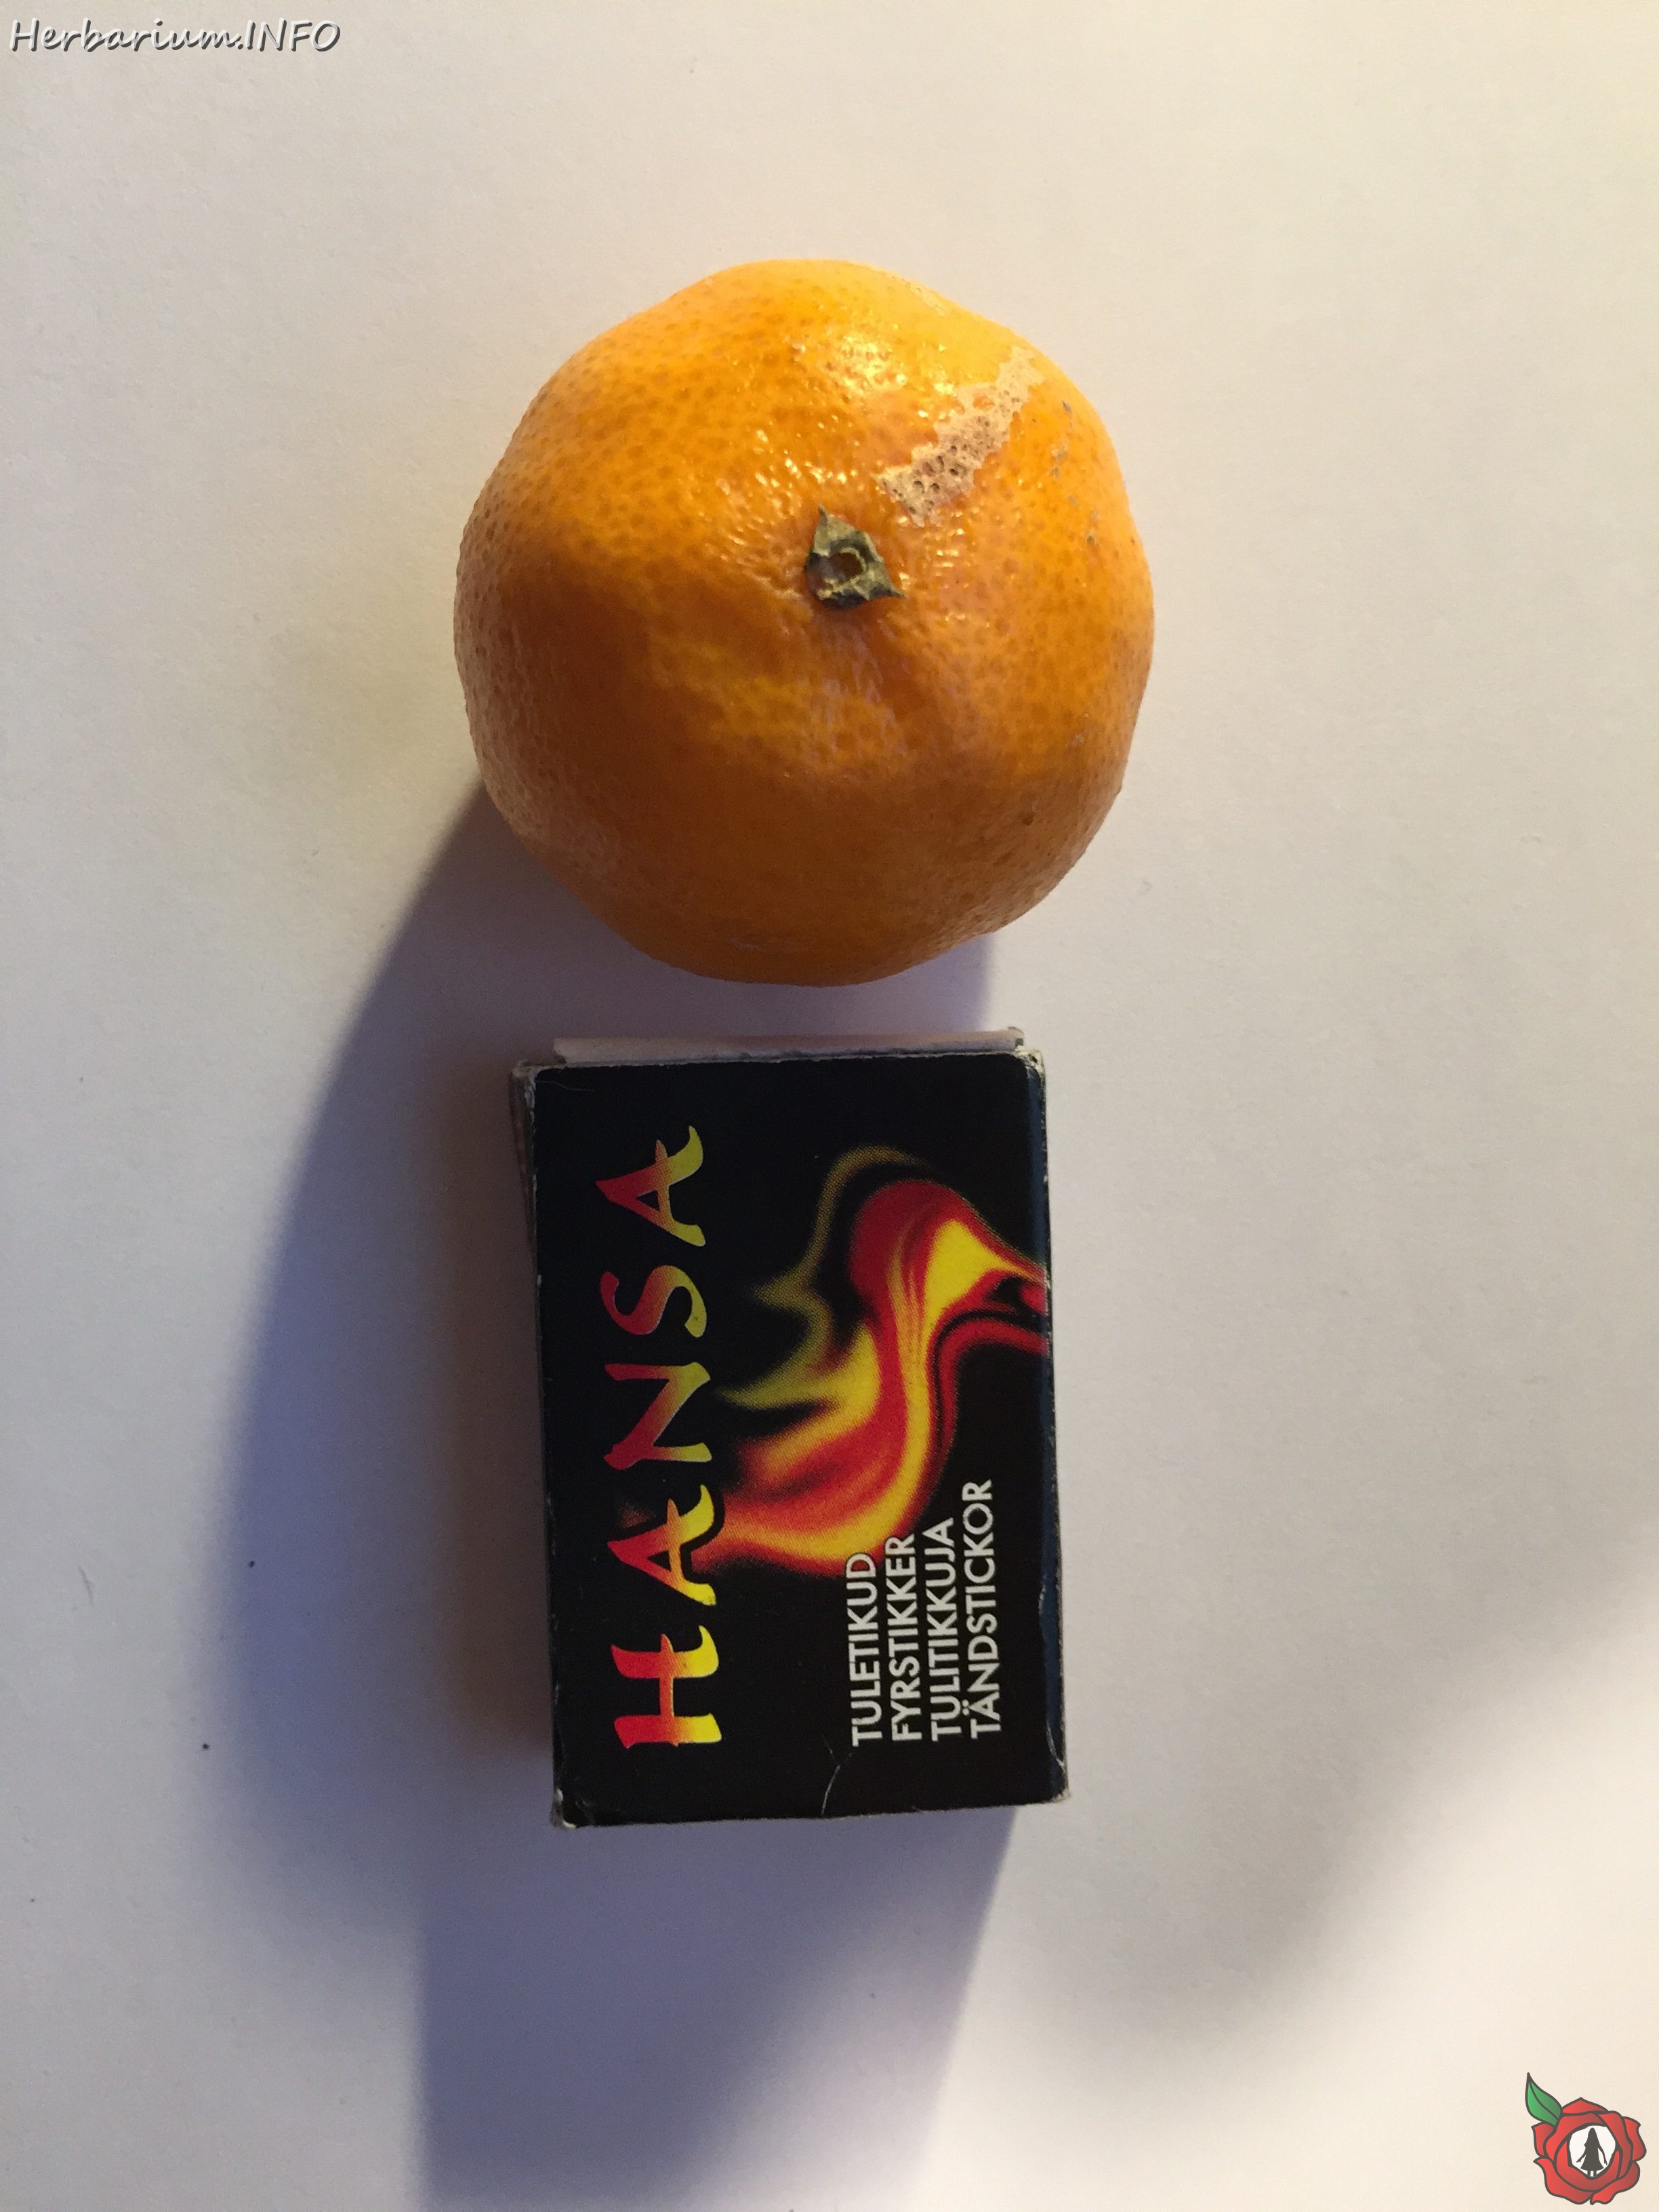 Herbarium.INFO
HANSA
TULETIKUD
FYRSTIKKER
TULITIKKUJA
TÄNDSTICKOR